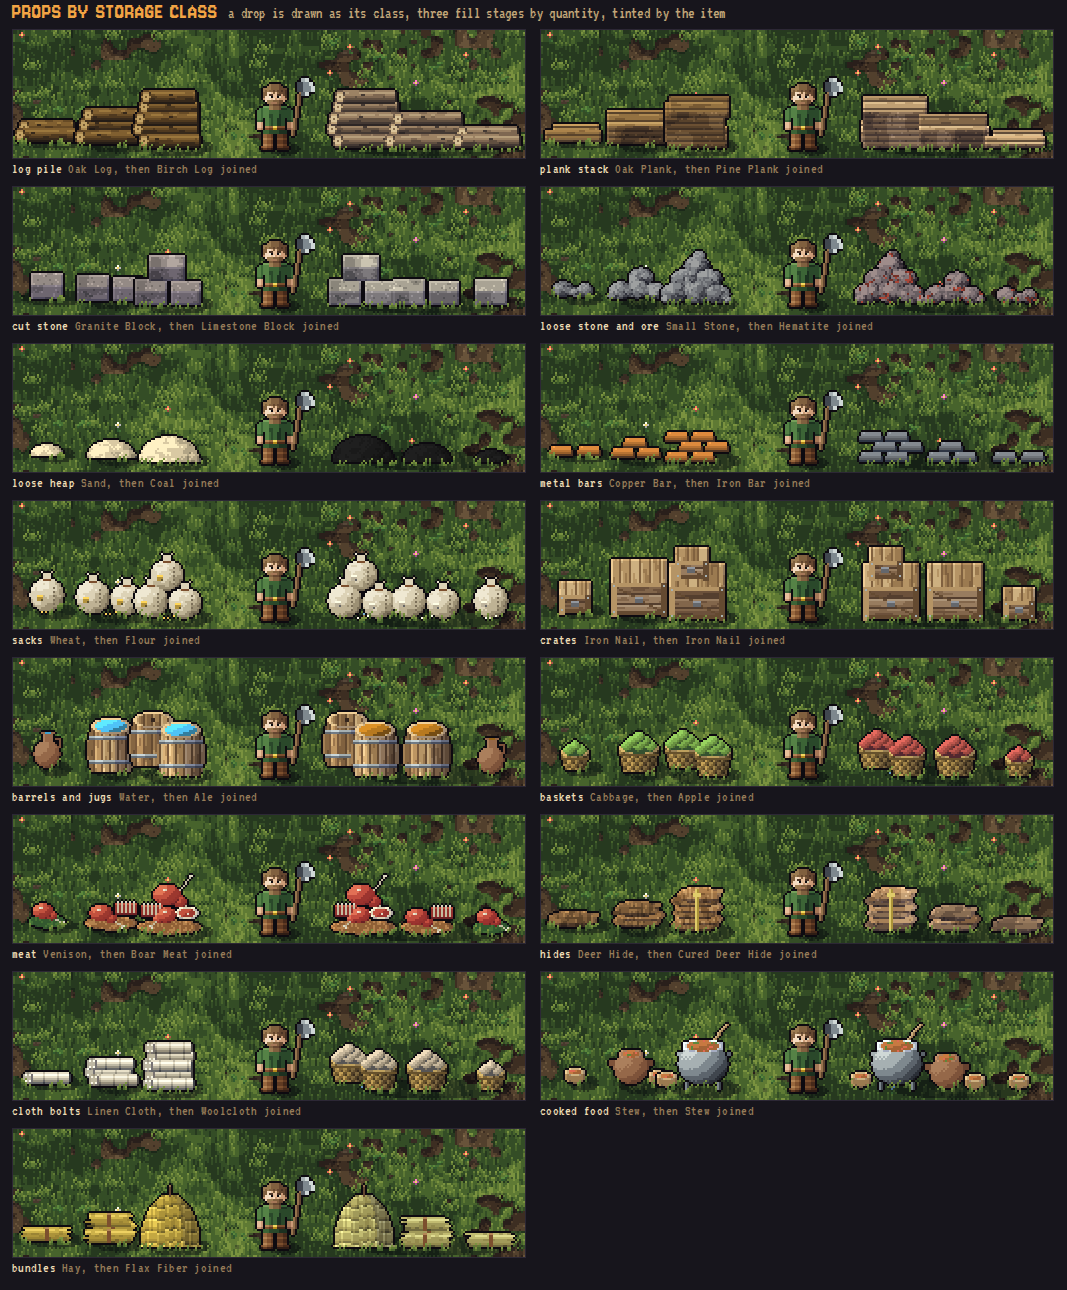 PROPS BY STORAGE CLASS a drop is drawn as its class, three fill stages by quantity, tinted by the item
log pile Oak Log, then Birch Log joined
plank stack Oak Plank, then Pine Plank joined
cut stone Granite Block, then Limestone Block joined
loose stone and ore Small Stone, then Hematite joined
loose heap Sand, then Coal joined
metal bars Copper Bar, then Iron Bar joined
sacks Wheat, then Flour joined
crates Iron Nail, then Iron Nail joined
barrels and jugs Water, then Ale joined
baskets Cabbage, then Apple joined
meat Venison, then Boar Meat joined
hides Deer Hide, then Cured Deer Hide joined
cloth bolts Linen Cloth, then Woolcloth joined
cooked food Stew, then Stew joined
bundles Hay, then Flax Fiber joined